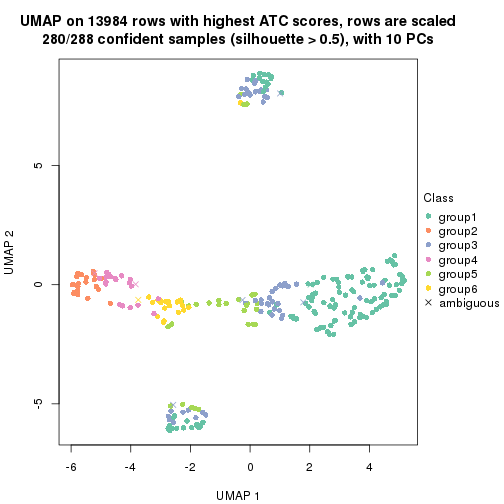 UMAP on 13984 rows with highest ATC scores, rows are scaled
280/288 confident samples (silhouette > 0.5), with 10 PCs
5
0
-5
UMAP 2
-6
-4
-2
0
2
4
UMAP 1
Class
group1
group2
group3
group4
group5
group6
ambiguous